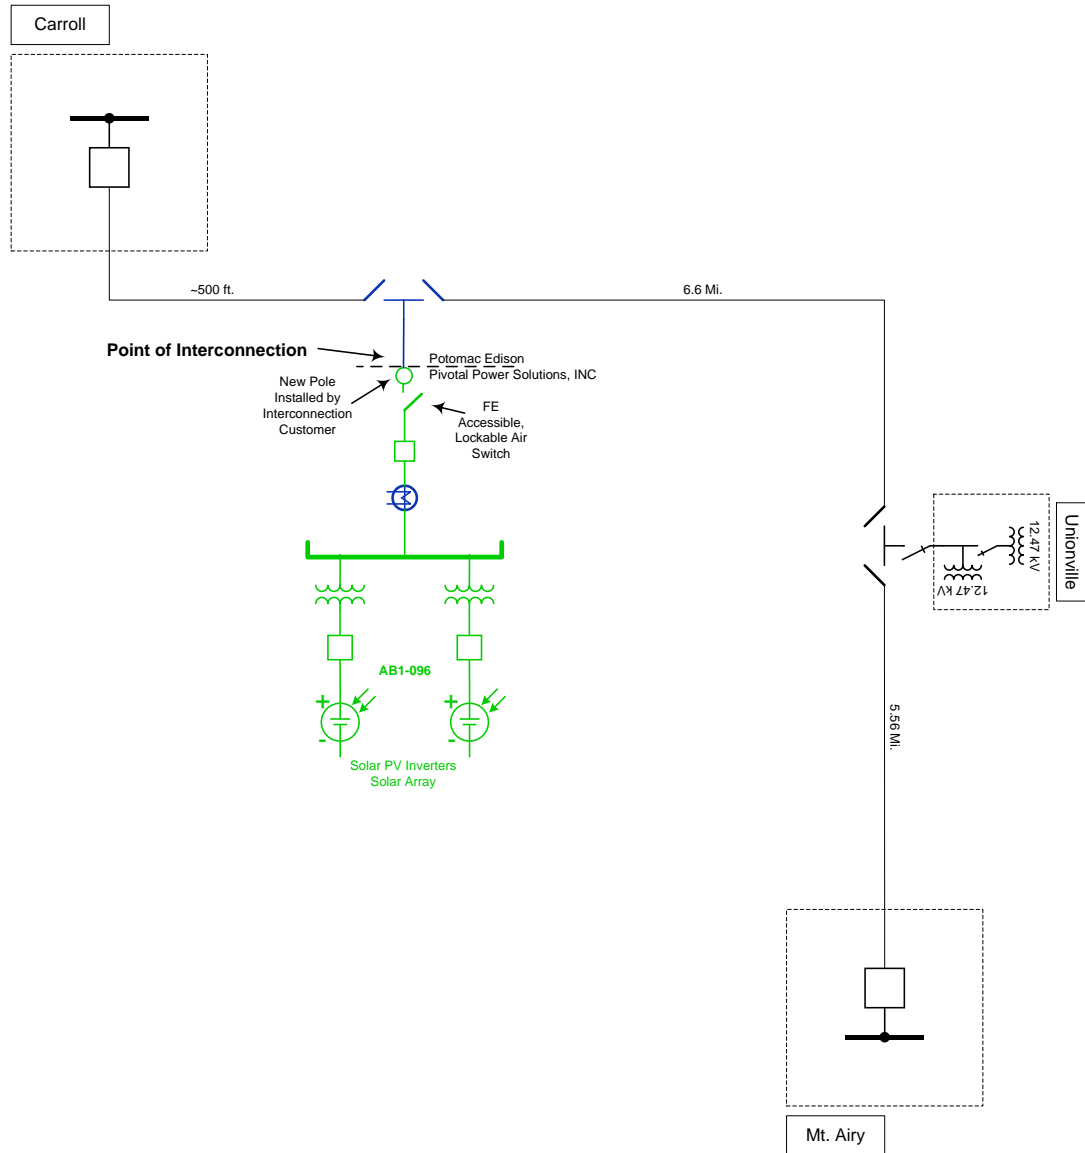 Carroll
~500 ft.
6.6 Mi.
Point of Interconnection
Potomac Edison
Pivotal Power Solutions, INC
New Pole
Installed by
Interconnection
Customer
FE
Accessible,
Lockable Air
Switch
12.47 kV
12.47 kV
Unionville
AB1-096
+
+
-
-
Solar PV Inverters
Solar Array
5.56 Mi.
Mt. Airy